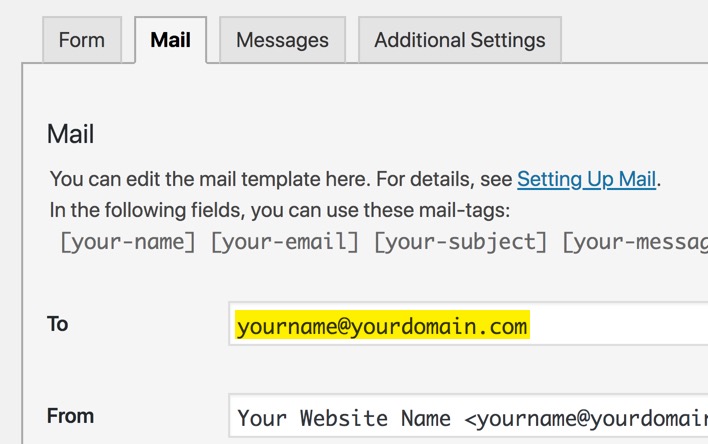 Form Mail Messages Additional Settings
Mail
You can edit the mail template here. For details, see Setting Up Mail.
In the following fields, you can use these mail-tags:
[your-name] [your-email] [your-subject] [your-messag
To yourname@yourdomain.com
From Your Website Name <yourname@yourdomai